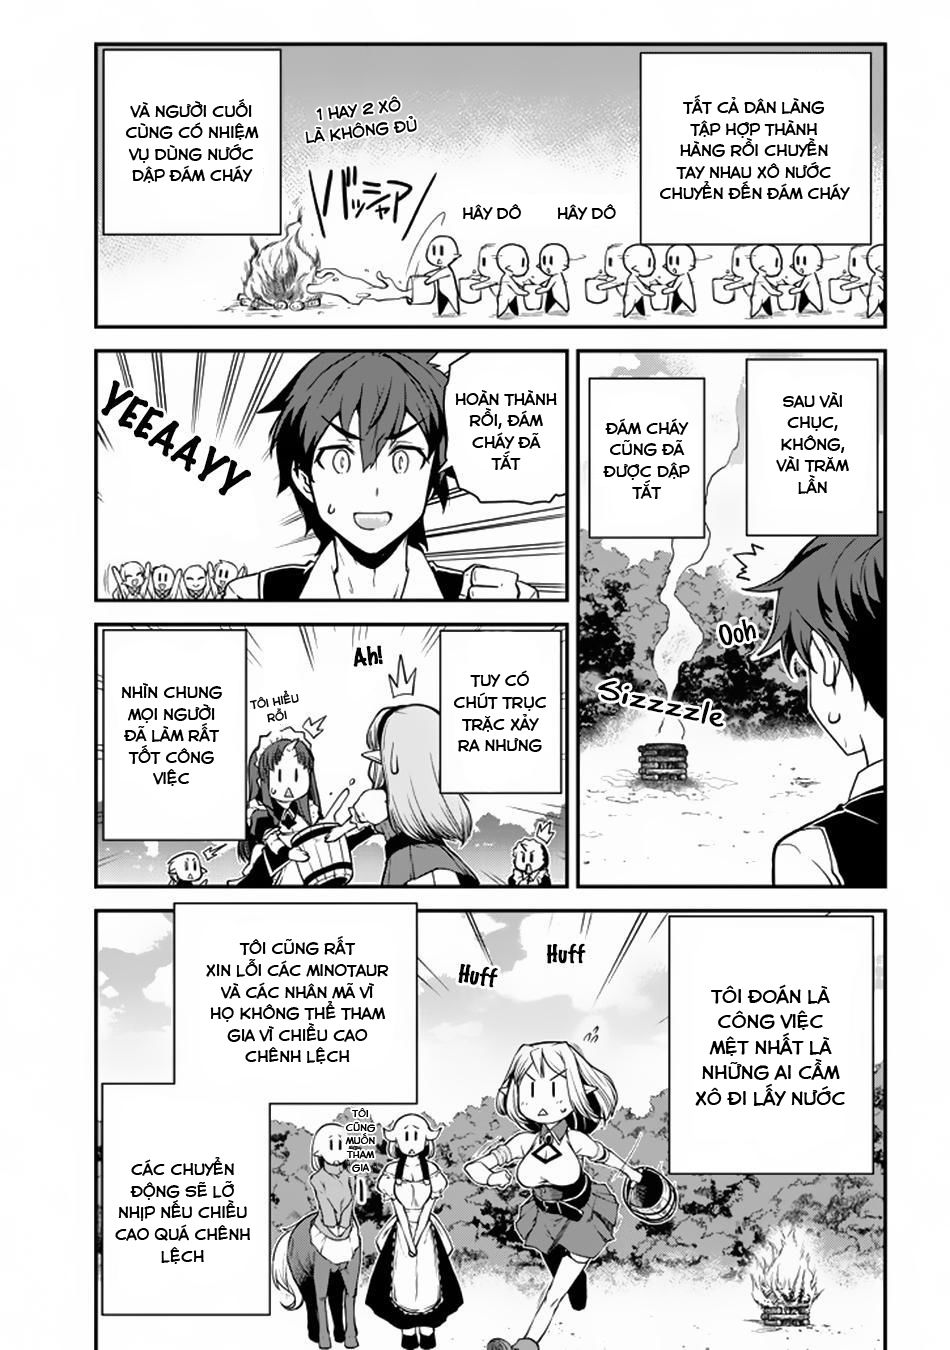 TẤT CẢ DÂN LÀNG
TẬP HỢP THÀNH
HÀNG RỒI CHUYỀN
TAY NHAU XÔ NƯỚC
CHUYỂN ĐẾN ĐÁM CHÁY
HÂY DÔ
HÂY DÔ
1 HAY 2 XÔ
LÀ KHÔNG ĐỦ
バッシャア
VÀ NGƯỜI CUỐI
CÙNG CÓ NHIỆM
VỤ DÙNG NƯỚC
DẬP ĐÁM CHÁY
SAU VÀI
CHỤC,
KHÔNG,
VÀI TRĂM
LẦN
ĐÁM CHÁY
CŨNG ĐÃ
ĐƯỢC DẬP
TẮT
Ooh
Sizzzzle
HOÀN THÀNH
RỒI, ĐÁM
CHÁY ĐÃ
TẮT
YEEAAYY
TUY CÓ
CHÚT TRỤC
TRẶC XẢY
RA NHƯNG
Ah!
TÔI HIỂU
RỒI
NHÌN CHUNG
MỌI NGƯỜI
ĐÃ LÀM RẤT
TỐT CÔNG
VIỆC
TÔI ĐOÁN LÀ
CÔNG VIỆC
MỆT NHẤT LÀ
NHỮNG AI CẦM
XÔ ĐI LẤY NƯỚC
Huff
Huff
TÔI CŨNG RẤT
XIN LỖI CÁC MINOTAUR
VÀ CÁC NHÂN MÃ VÌ
HỌ KHÔNG THỂ THAM
GIA VÌ CHIỀU CAO
CHÊNH LỆCH
TÔI
CŨNG
MUỐN
THAM
GIA
CÁC CHUYỂN
ĐỘNG SẼ LỠ
NHỊP NẾU CHIỀU
CAO QUÁ CHÊNH
LỆCH